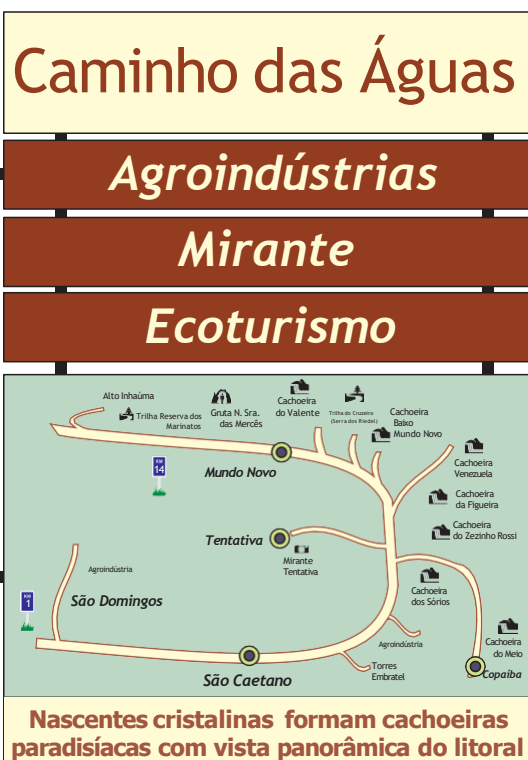 Caminho das Águas
Agroindústrias
Mirante
Ecoturismo
Alto Inhaúma
Trilha Reserva dos
Marinatos
Gruta N. Sra.
das Mercês
Cachoeira
do Valente
Trilha do Cruzeiro
(Serra dos Riedel)
Cachoeira
Baixo
Mundo Novo
KM
14
Mundo Novo
Cachoeira
Venezuela
Cachoeira
da Figueira
Cachoeira
do Zezinho Rossi
Tentativa
Mirante
Tentativa
Agroindústria
São Domingos
KM
1
Cachoeira
dos Sórios
Agroindústria
Cachoeira
do Meio
Copaíba
Torres
Embratel
São Caetano
Nascentes cristalinas formam cachoeiras
paradisíacas com vista panorâmica do litoral